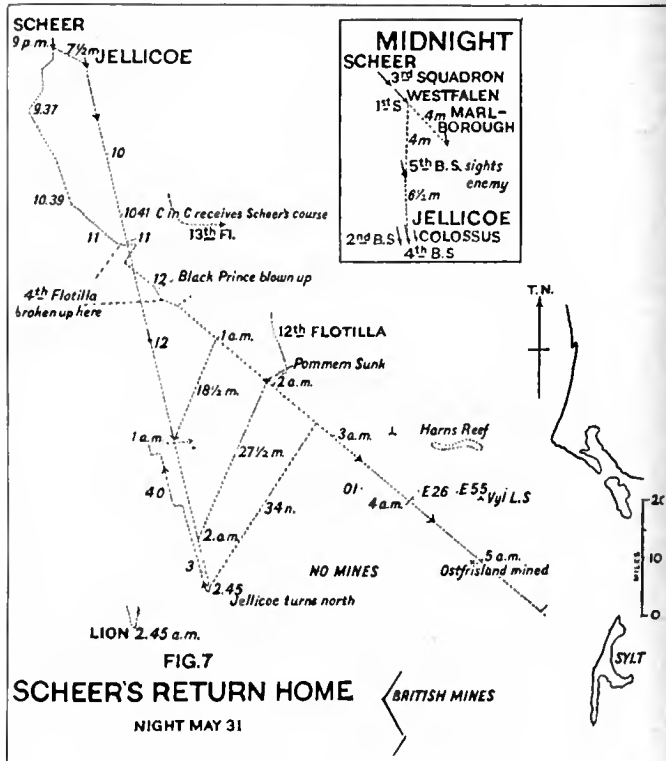 SCHEER
9 p.m.
7½ m.
JELLICOE
9.37
10
10.39
1041 C in C receives Scheer's course
13th Fl.
11
11
12
Black Prince blown up
4th Flotilla
broken up here
12
1 a.m.
12th FLOTILLA
Pommern Sunk
2 a.m.
18½ m.
1 a.m.
27½ m.
3 a.m.
Harns Reef
40
34 n.
01
4 a.m.
E26
E55
Vyl L.S
2. a.m.
3
2.45
Jellicoe turns north
NO MINES
5 a.m.
Ostfrisland mined
LION 2.45 a.m.
MIDNIGHT
SCHEER
3rd SQUADRON
WESTFALEN
1st S
4m
MARL-
BOROUGH
4m
5th B.S. sights
enemy
6½ m
JELLICOE
2nd B.S
COLOSSUS
4th B.S
T.N.
20
10
0
MILES
SYLT
FIG.7
SCHEER'S RETURN HOME
NIGHT MAY 31
BRITISH MINES